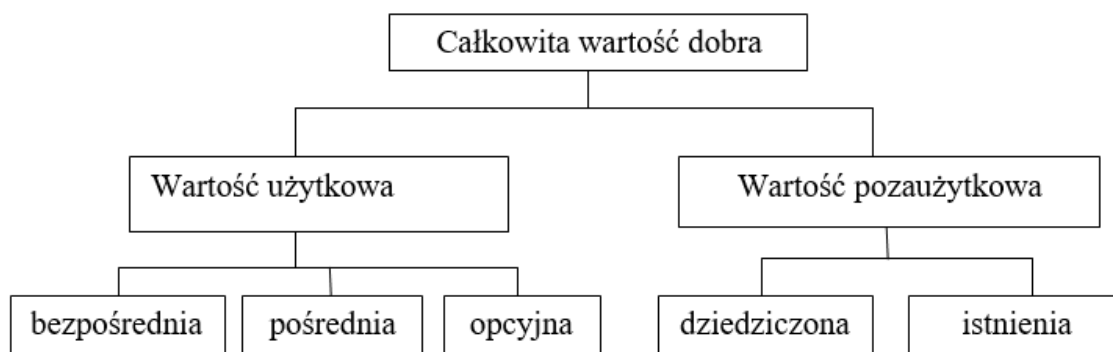 Całkowita wartość dobra
Wartość użytkowa
Wartość pozaużytkowa
bezpośrednia
pośrednia
opcyjna
dziedziczona
istnienia